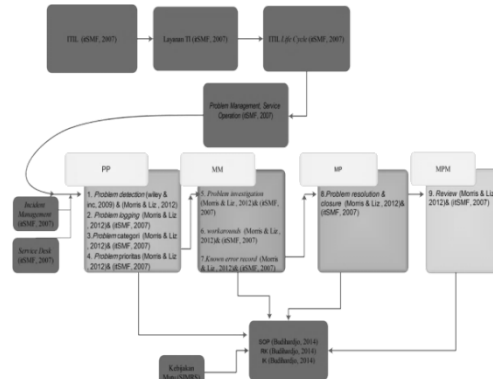 ITIL (itSMF, 2007)
Layanan TI (itSMF, 2007)
ITIL Life Cycle (itSMF, 2007)
Problem Management, Service
Operation (itSMF, 2007)
PP
1. Problem detection (wiley &
inc, 2009) & (Morris & Liz, 2012)
2. Problem logging (Morris & Liz
2012)& (itSMF, 2007)
3.Problem categori (Morris & Liz
2012)& (itSMF, 2007)
4. Problem prioritas (Morris & Liz
2012)& (itSMF, 2007)
MM
5. Problem investigation
(Morris & Liz, 2012)& (itSMF,
2007)
6. workarounds (Morris & Liz,
2012)& (itSMF, 2007)
7.Known error record (Morris
& Liz, 2012)& (itSMF, 2007)
MP
8.Problem resolution &
closure (Morris & Liz, 2012)&
(itSMF, 2007)
MPM
9. Review (Morris & Liz,
2012)& (itSMF, 2007)
Incident
Management
(itSMF, 2007)
Service Desk
(itSMF, 2007)
SOP (Budihardjo, 2014)
(Budihardjo, 2014)
(Budihardjo, 2014)
Kebijakan
Mutu (SIMRS)